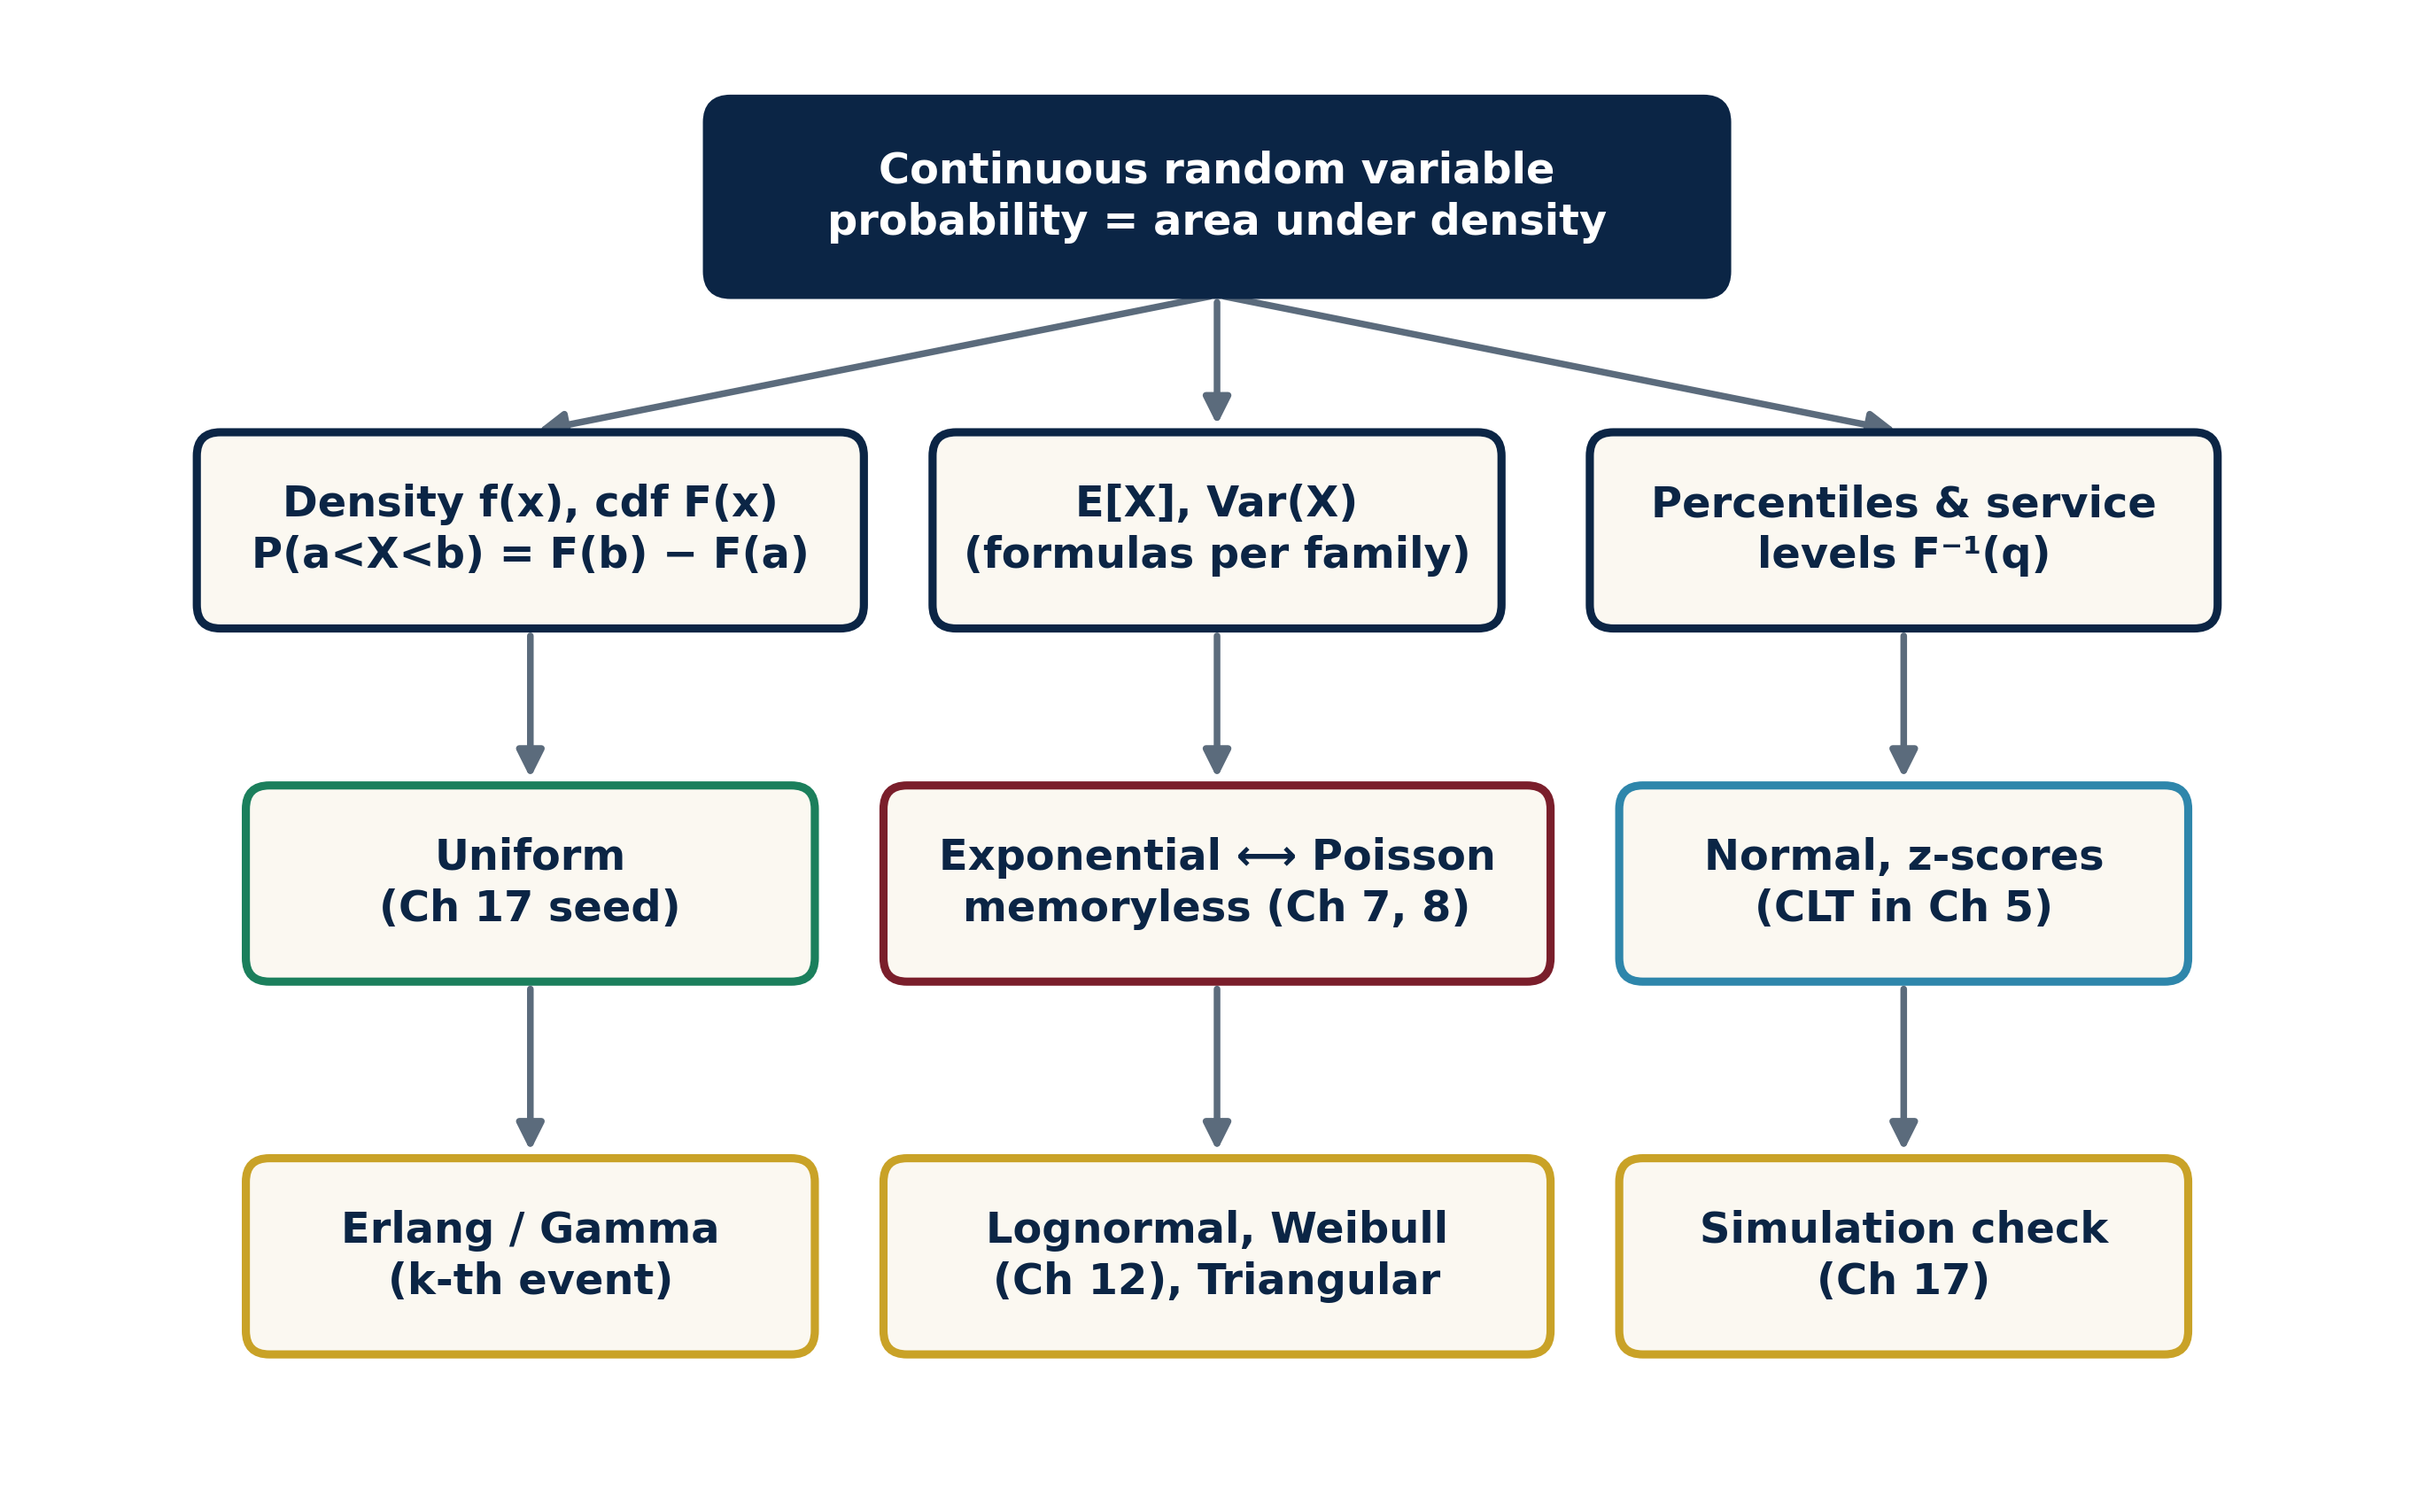 Continuous random variable
probability = area under density
Density f(x), cdf F(x)
P(a<X<b) = F(b) − F(a)
E[X], Var(X)
(formulas per family)
Percentiles & service
levels F⁻¹(q)
Uniform
(Ch 17 seed)
Exponential ⟷ Poisson
memoryless (Ch 7, 8)
Normal, z-scores
(CLT in Ch 5)
Erlang / Gamma
(k-th event)
Lognormal, Weibull
(Ch 12), Triangular
Simulation check
(Ch 17)